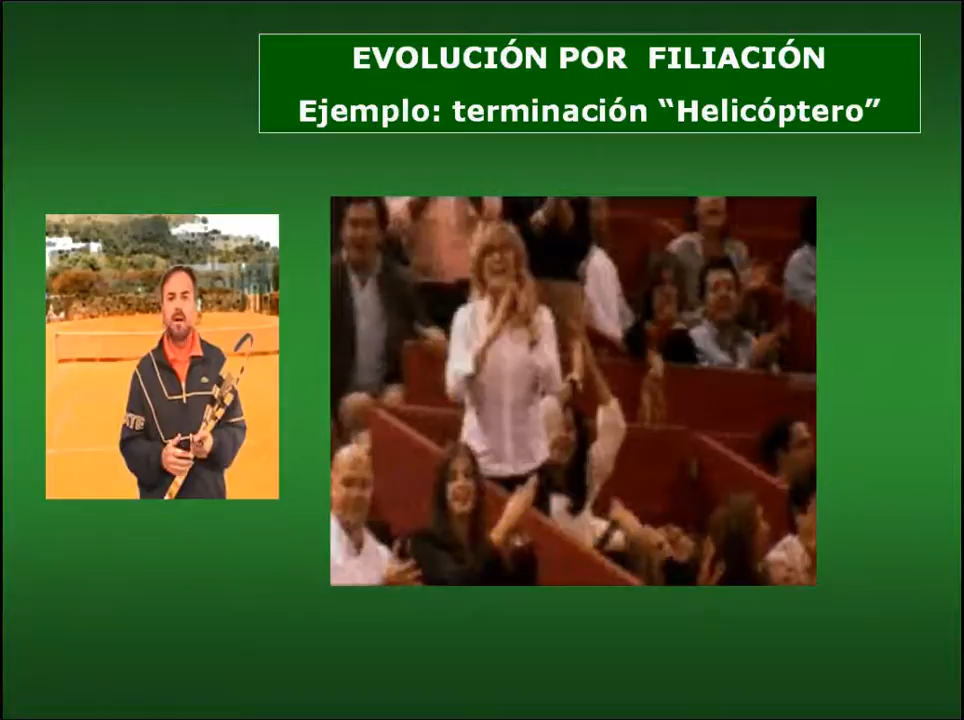 EVOLUCIÓN POR FILIACIÓN
Ejemplo: terminación “Helicóptero”